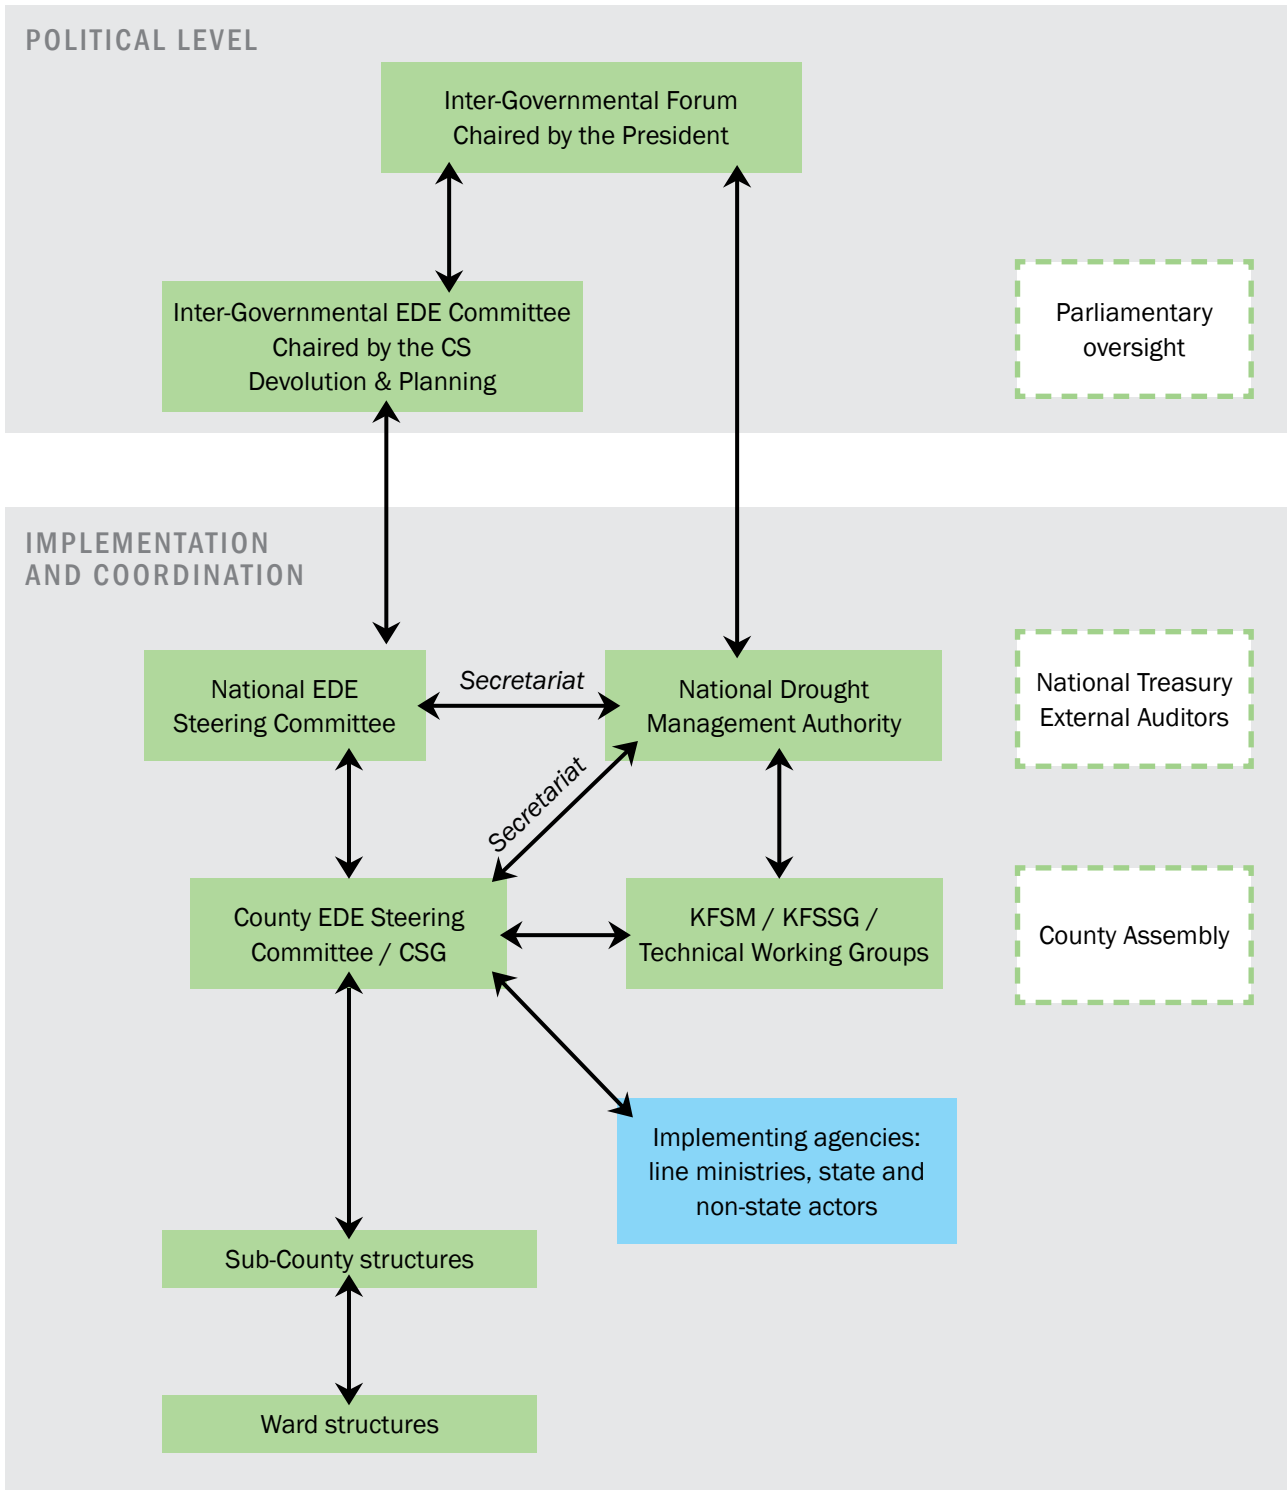 POLITICAL LEVEL
Inter-Governmental Forum
Chaired by the President
Inter-Governmental EDE Committee
Chaired by the CS
Devolution & Planning
Parliamentary
oversight
IMPLEMENTATION
AND COORDINATION
National EDE
Steering Committee
Secretariat
National Drought
Management Authority
National Treasury
External Auditors
Secretariat
County EDE Steering
Committee / CSG
KFSM / KFSSG /
Technical Working Groups
County Assembly
Implementing agencies:
line ministries, state and
non-state actors
Sub-County structures
Ward structures